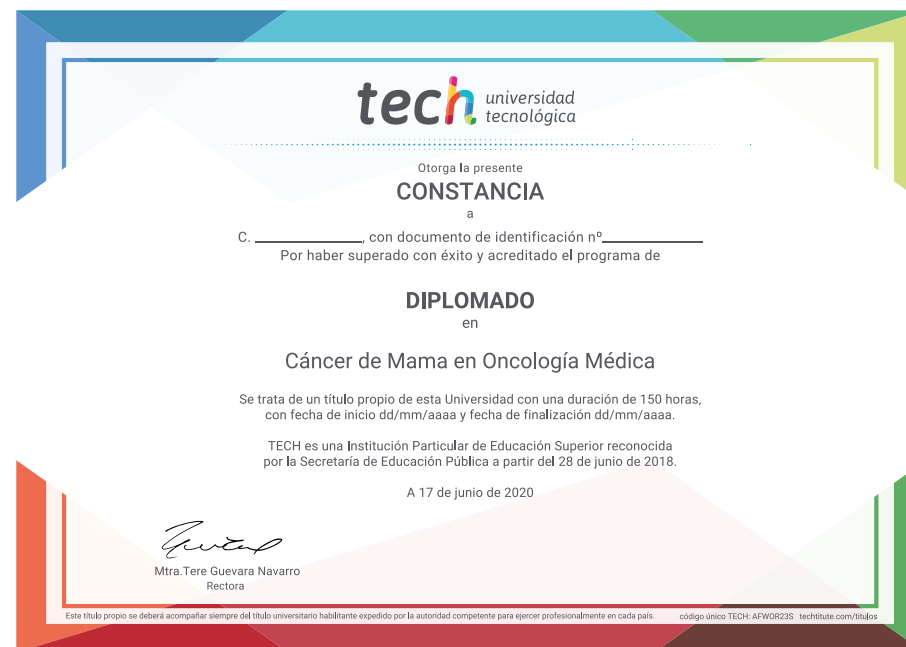 tech universidad
tecnológica
Otorga la presente
CONSTANCIA
a
C. ____________, con documento de identificación nº____________
Por haber superado con éxito y acreditado el programa de
DIPLOMADO
en
Cáncer de Mama en Oncología Médica
Se trata de un título propio de esta Universidad con una duración de 150 horas,
con fecha de inicio dd/mm/aaaa y fecha de finalización dd/mm/aaaa.
TECH es una Institución Particular de Educación Superior reconocida
por la Secretaría de Educación Pública a partir del 28 de junio de 2018.
A 17 de junio de 2020
Mtra.Tere Guevara Navarro
Rectora
Este título propio se deberá acompañar siempre del título universitario habilitante expedido por la autoridad competente para ejercer profesionalmente en cada país. código único TECH: AFWOR23S techtitute.com/titulos